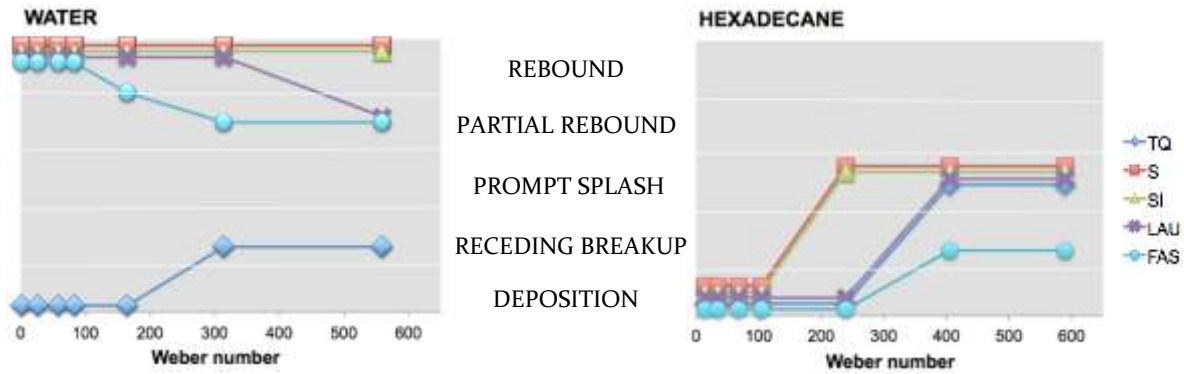 WATER
REBOUND
PARTIAL REBOUND
PROMPT SPLASH
RECEDING BREAKUP
DEPOSITION
0 100 200 300 400 500 600
Weber number
HEXADECANE
0 100 200 300 400 500 600
Weber number
TQ
S
SI
LAU
FAS